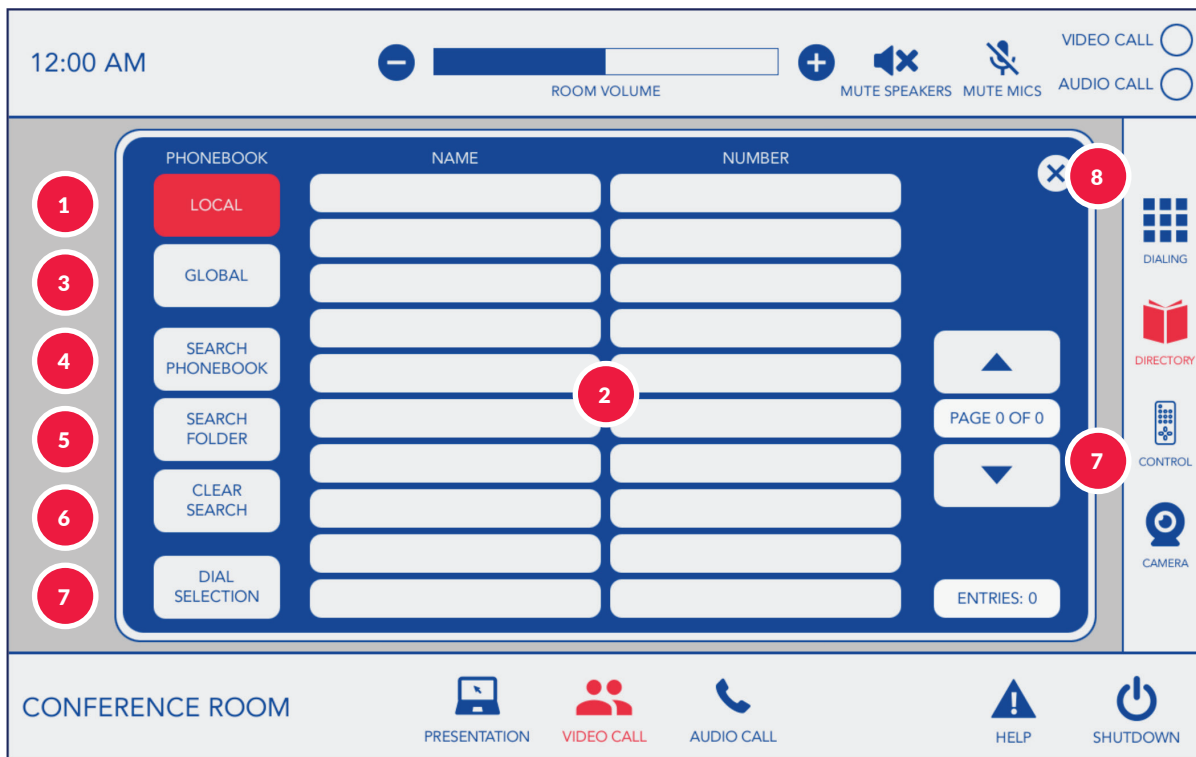 12:00 AM
ROOM VOLUME
MUTE SPEAKERS
MUTE MICS
VIDEO CALL
AUDIO CALL
PHONEBOOK
NAME
NUMBER
8
1
LOCAL
3
GLOBAL
4
SEARCH
PHONEBOOK
5
SEARCH
FOLDER
6
CLEAR
SEARCH
7
DIAL
SELECTION
2
PAGE 0 OF 0
7
ENTRIES: 0
DIALING
DIRECTORY
CONTROL
CAMERA
CONFERENCE ROOM
PRESENTATION
VIDEO CALL
AUDIO CALL
HELP
SHUTDOWN